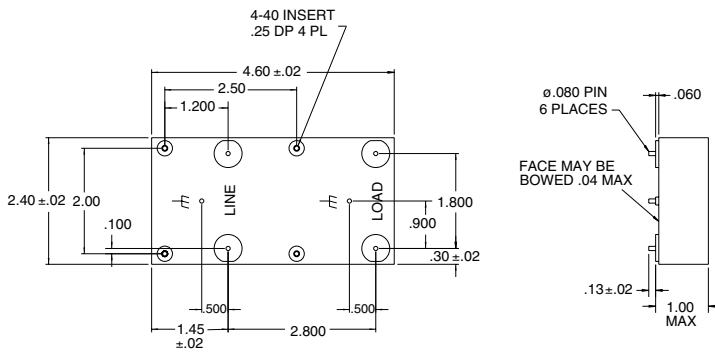 4-40 INSERT
.25 DP 4 PL
4.60 ±.02
2.50
1.200
2.40 ±.02
2.00
.100
LINE
LOAD
1.800
.900
.30 ±.02
.500
.500
1.45
±.02
2.800
ø.080 PIN
6 PLACES
.060
FACE MAY BE
BOWED .04 MAX
.13±.02
1.00
MAX